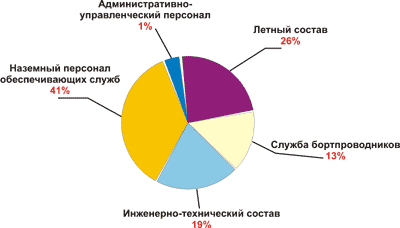 Административно-
управленческий персонал
1%
Летный состав
26%
Наземный персонал
обеспечивающих служб
41%
Служба бортпроводников
13%
Инженерно-технический состав
19%